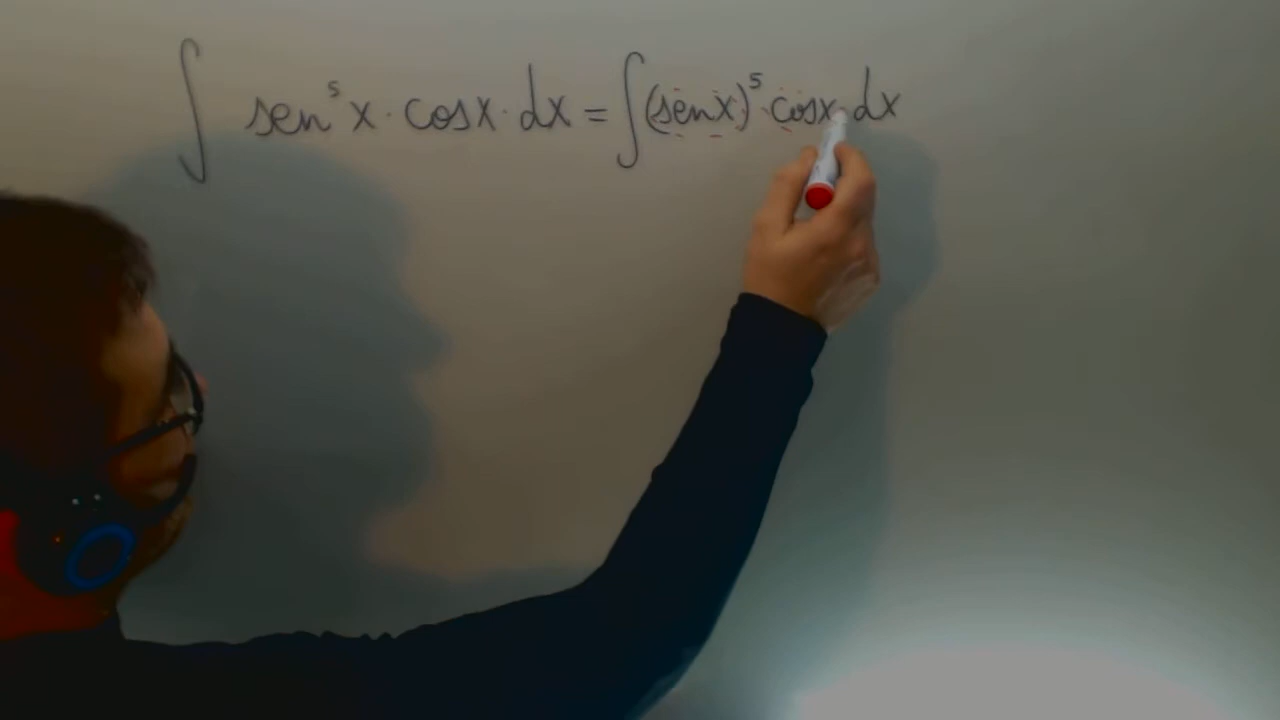 ∫ sen⁵x · cosx · dx = ∫(senx)⁵ · cosx · dx